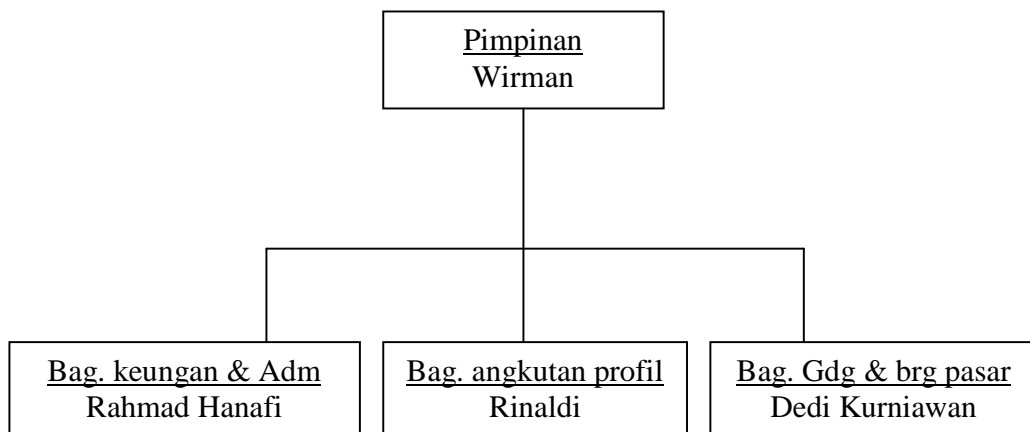 Pimpinan
Wirman
Bag. keungan & Adm
Rahmad Hanafi
Bag. angkutan profil
Rinaldi
Bag. Gdg & brg pasar
Dedi Kurniawan